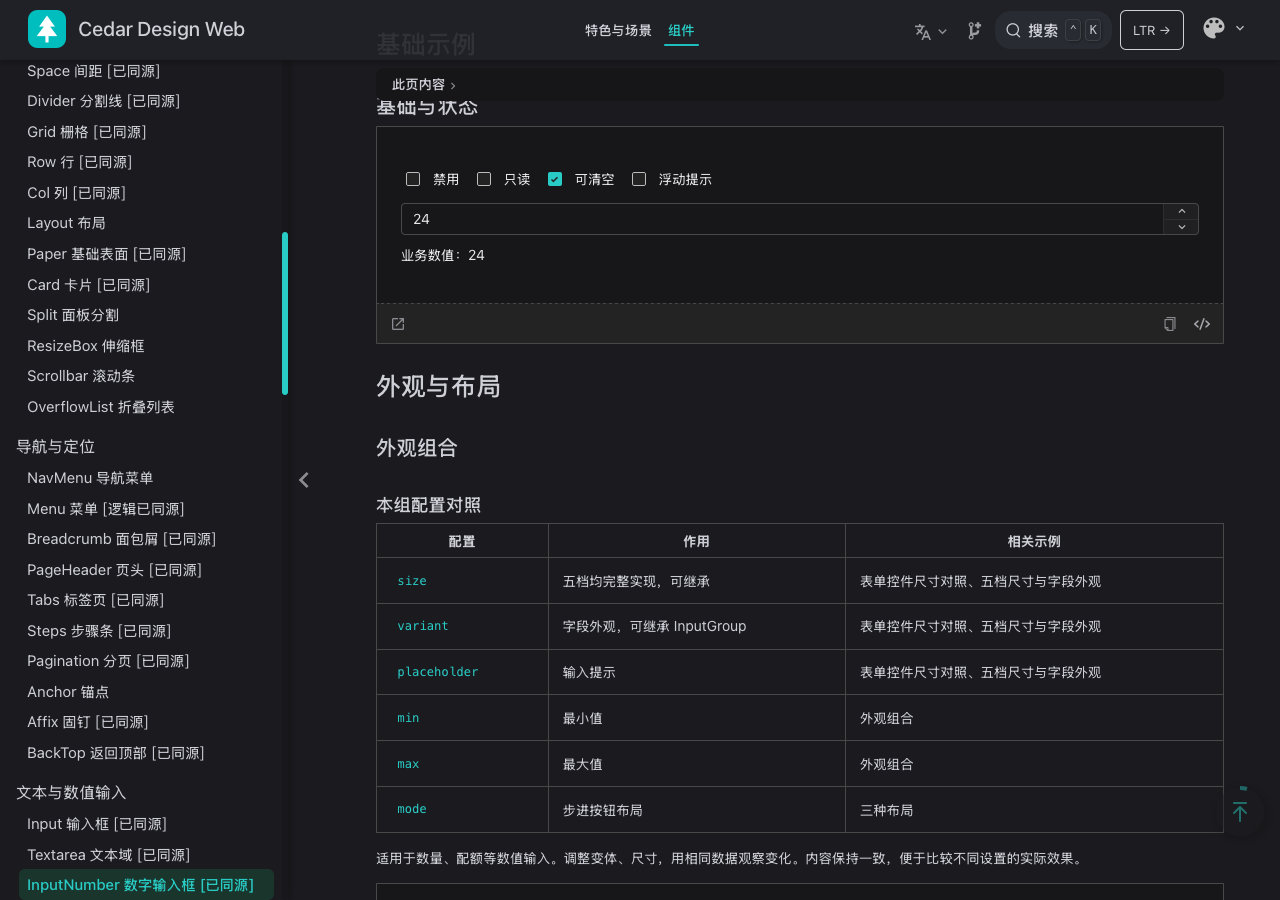 Cedar Design Web
特色与场景
组件
搜索
^
K
LTR →
Space 间距 [已同源]
Divider 分割线 [已同源]
Grid 栅格 [已同源]
Row 行 [已同源]
Col 列 [已同源]
Layout 布局
Paper 基础表面 [已同源]
Card 卡片 [已同源]
Split 面板分割
ResizeBox 伸缩框
Scrollbar 滚动条
OverflowList 折叠列表
导航与定位
NavMenu 导航菜单
Menu 菜单 [逻辑已同源]
Breadcrumb 面包屑 [已同源]
PageHeader 页头 [已同源]
Tabs 标签页 [已同源]
Steps 步骤条 [已同源]
Pagination 分页 [已同源]
Anchor 锚点
Affix 固钉 [已同源]
BackTop 返回顶部 [已同源]
文本与数值输入
Input 输入框 [已同源]
Textarea 文本域 [已同源]
InputNumber 数字输入框 [已同源]
基础示例
此页内容 ›
基础与状态
禁用
只读
可清空
浮动提示
24
业务数值：24
外观与布局
外观组合
本组配置对照
配置 作用 相关示例
size 五档均完整实现，可继承 表单控件尺寸对照、五档尺寸与字段外观
variant 字段外观，可继承 InputGroup 表单控件尺寸对照、五档尺寸与字段外观
placeholder 输入提示 表单控件尺寸对照、五档尺寸与字段外观
min 最小值 外观组合
max 最大值 外观组合
mode 步进按钮布局 三种布局
适用于数量、配额等数值输入。调整变体、尺寸，用相同数据观察变化。内容保持一致，便于比较不同设置的实际效果。